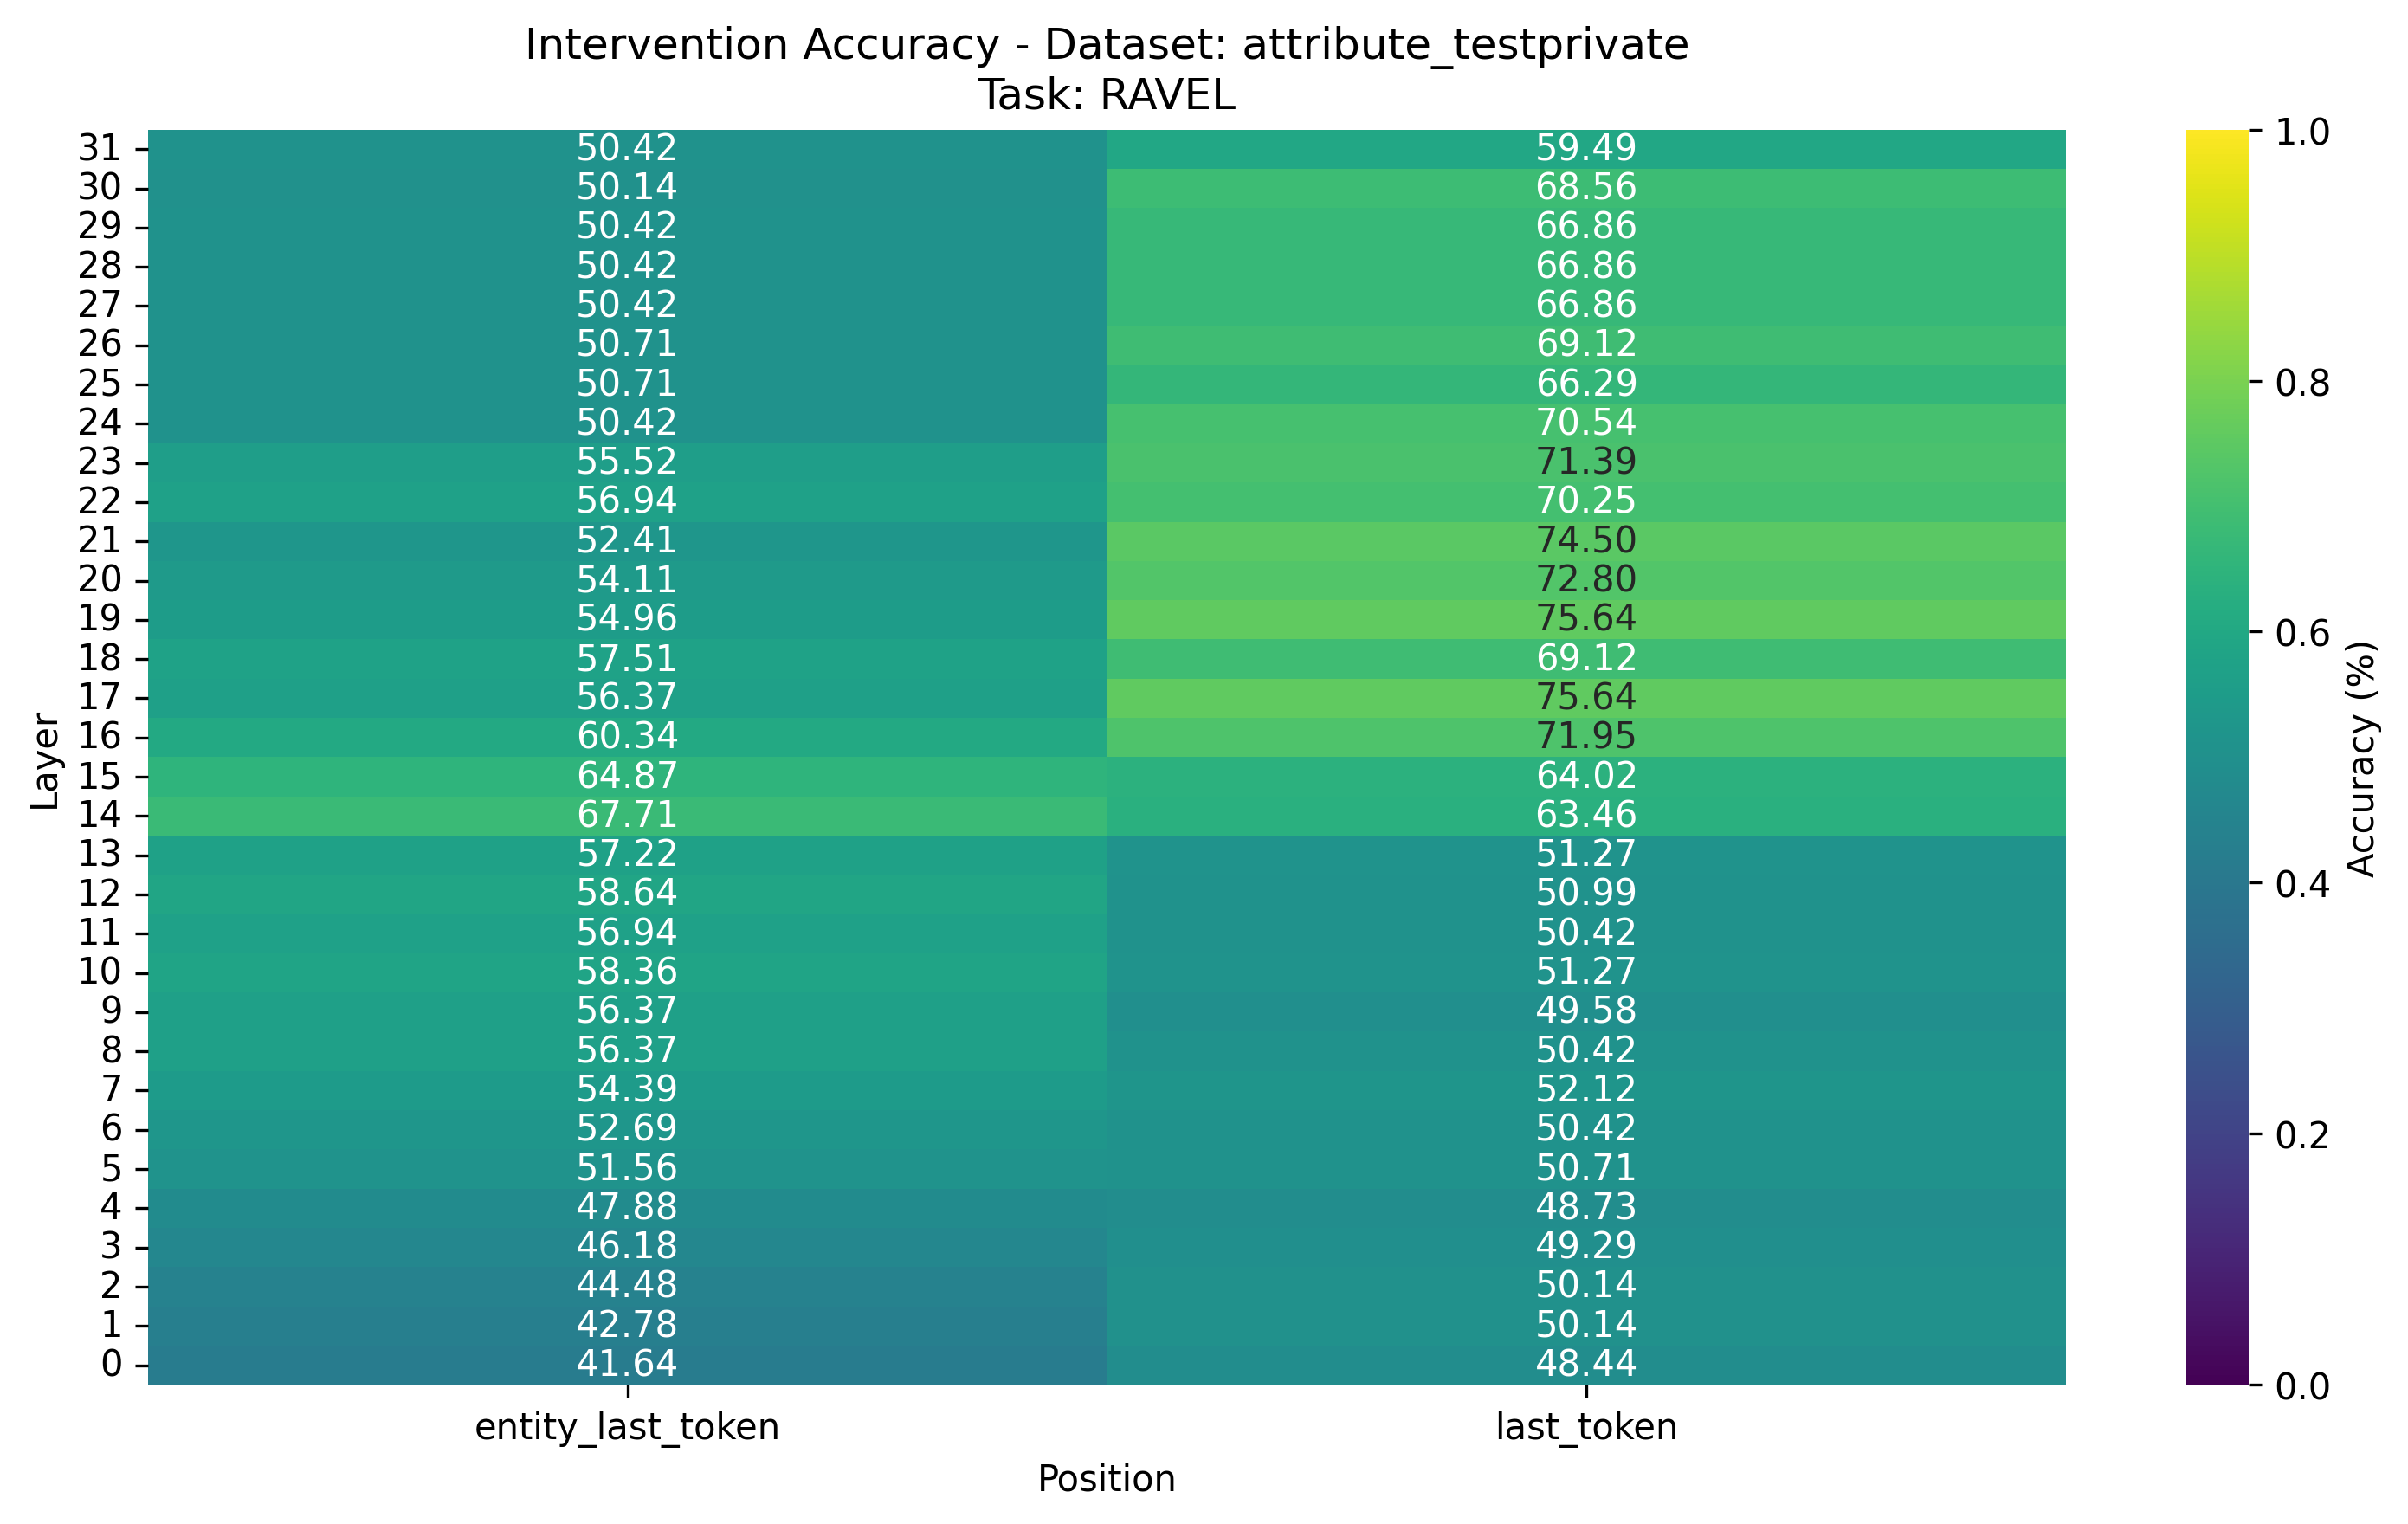 Intervention Accuracy - Dataset: attribute_testprivate
Task: RAVEL
31 50.42 59.49
30 50.14 68.56
29 50.42 66.86
28 50.42 66.86
27 50.42 66.86
26 50.71 69.12
25 50.71 66.29
24 50.42 70.54
23 55.52 71.39
22 56.94 70.25
21 52.41 74.50
20 54.11 72.80
19 54.96 75.64
18 57.51 69.12
17 56.37 75.64
16 60.34 71.95
15 64.87 64.02
14 67.71 63.46
13 57.22 51.27
12 58.64 50.99
11 56.94 50.42
10 58.36 51.27
9 56.37 49.58
8 56.37 50.42
7 54.39 52.12
6 52.69 50.42
5 51.56 50.71
4 47.88 48.73
3 46.18 49.29
2 44.48 50.14
1 42.78 50.14
0 41.64 48.44
Layer
entity_last_token last_token
Position
1.0
0.8
0.6
0.4
0.2
0.0
Accuracy (%)